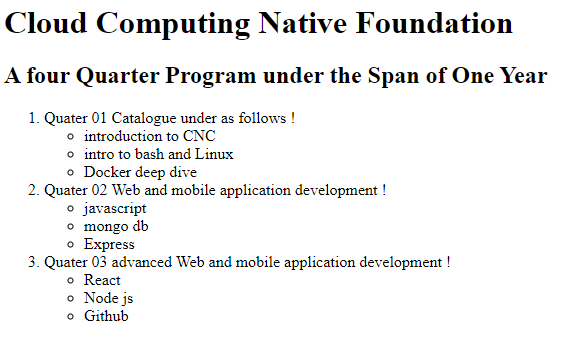 Cloud Computing Native Foundation
A four Quarter Program under the Span of One Year
1. Quater 01 Catalogue under as follows !
introduction to CNC
intro to bash and Linux
Docker deep dive
2. Quater 02 Web and mobile application development !
javascript
mongo db
Express
3. Quater 03 advanced Web and mobile application development !
React
Node js
Github